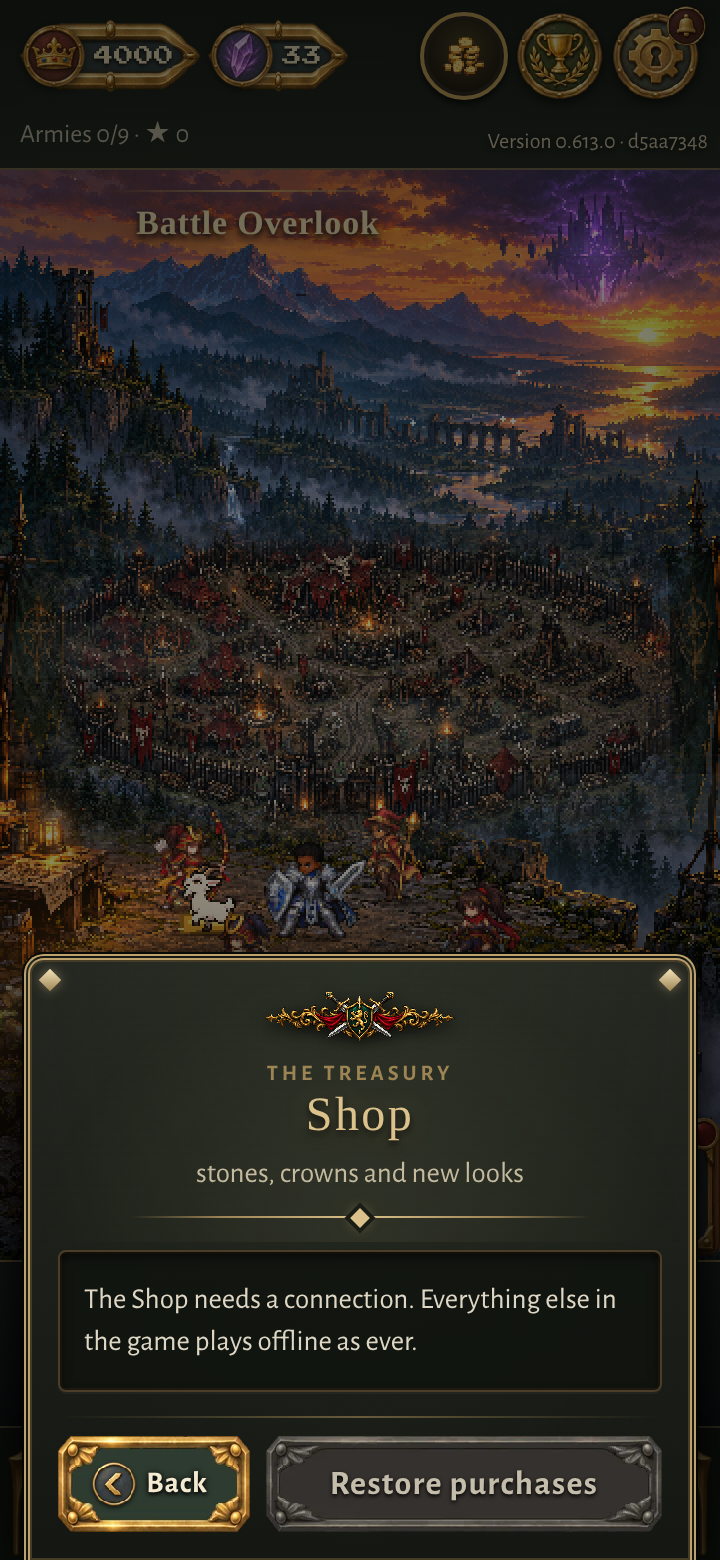 4000
33
Armies 0/9 · ★ 0
Version 0.613.0 · d5aa7348
Battle Overlook
THE TREASURY
Shop
stones, crowns and new looks
The Shop needs a connection. Everything else in
the game plays offline as ever.
Back
Restore purchases